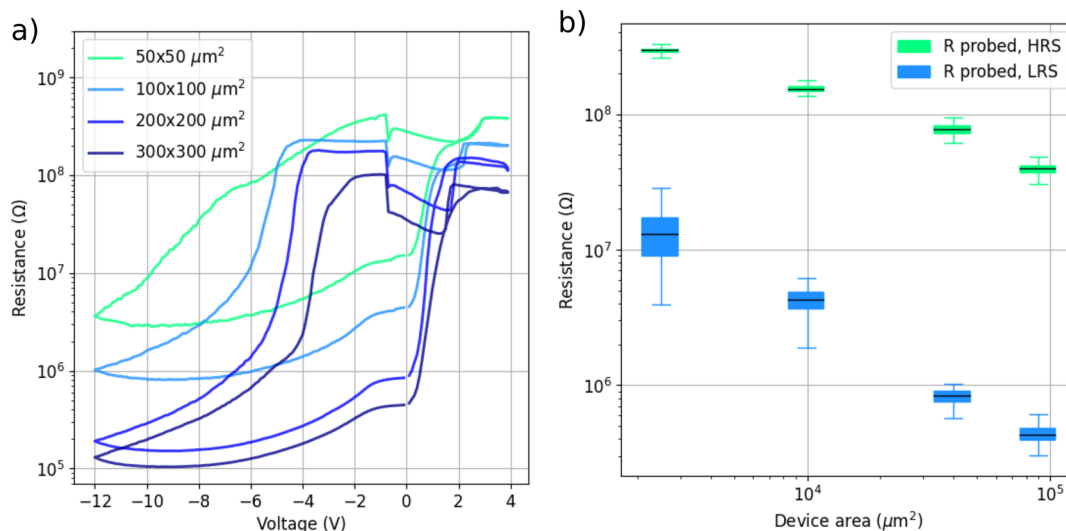 a)
50x50 μm²
100x100 μm²
200x200 μm²
300x300 μm²
Resistance (Ω)
10⁹
10⁸
10⁷
10⁶
10⁵
−12 −10 −8 −6 −4 −2 0 2 4
Voltage (V)
b)
R probed, HRS
R probed, LRS
Resistance (Ω)
10⁸
10⁷
10⁶
10⁴ 10⁵
Device area (μm²)